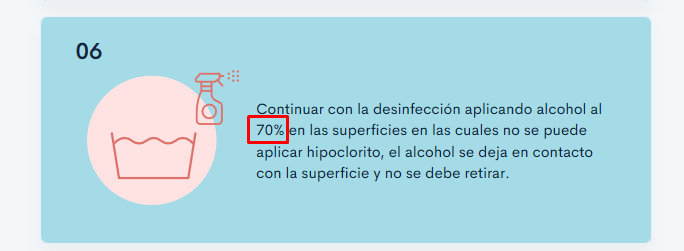 06
Continuar con la desinfección aplicando alcohol al
70% en las superficies en las cuales no se puede
aplicar hipoclorito, el alcohol se deja en contacto
con la superficie y no se debe retirar.